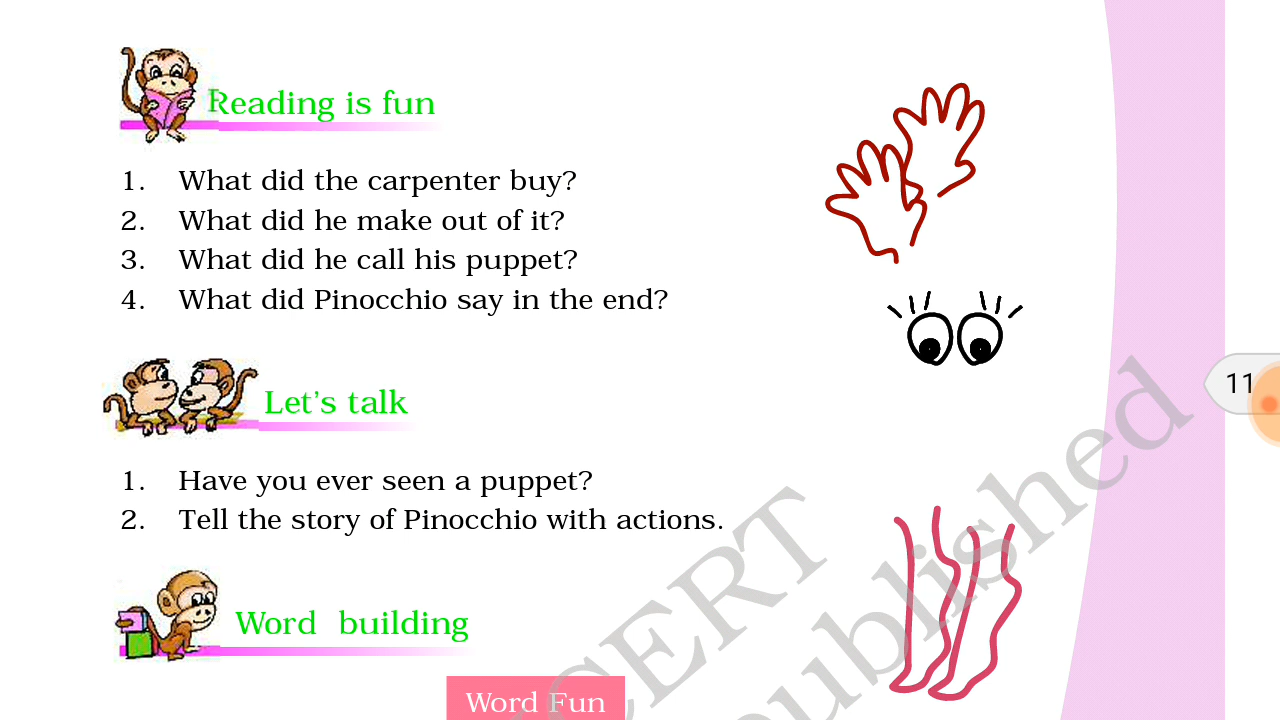 Reading is fun
1. What did the carpenter buy?
2. What did he make out of it?
3. What did he call his puppet?
4. What did Pinocchio say in the end?
11
Let's talk
1. Have you ever seen a puppet?
2. Tell the story of Pinocchio with actions.
Word building
Word Fun
CERT
published